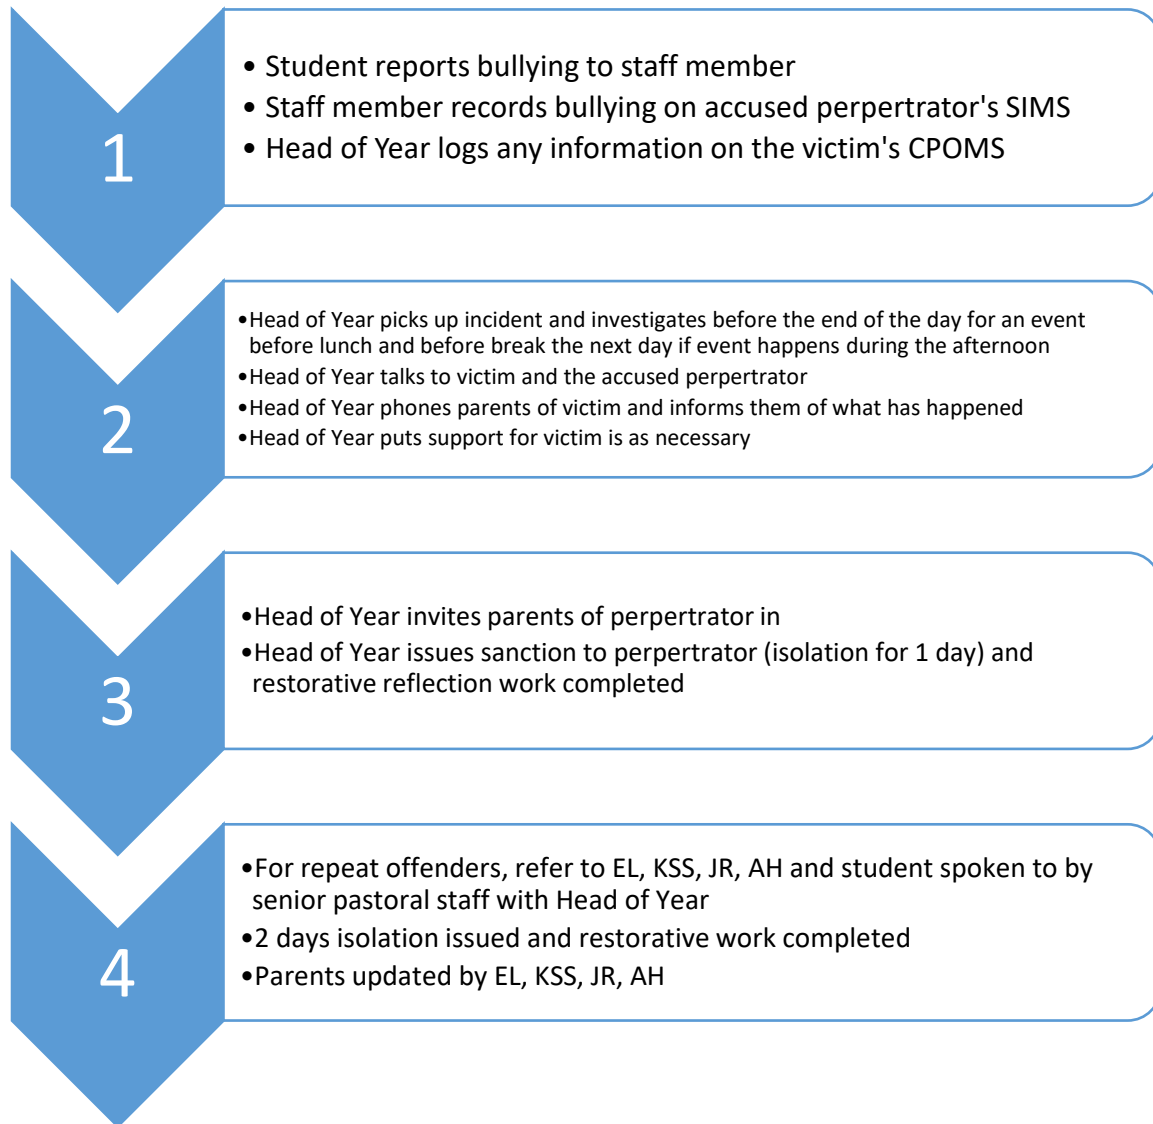 1
• Student reports bullying to staff member
• Staff member records bullying on accused perpertrator's SIMS
• Head of Year logs any information on the victim's CPOMS
2
•Head of Year picks up incident and investigates before the end of the day for an event
before lunch and before break the next day if event happens during the afternoon
•Head of Year talks to victim and the accused perpertrator
•Head of Year phones parents of victim and informs them of what has happened
•Head of Year puts support for victim is as necessary
3
•Head of Year invites parents of perpertrator in
•Head of Year issues sanction to perpertrator (isolation for 1 day) and
restorative reflection work completed
4
•For repeat offenders, refer to EL, KSS, JR, AH and student spoken to by
senior pastoral staff with Head of Year
•2 days isolation issued and restorative work completed
•Parents updated by EL, KSS, JR, AH